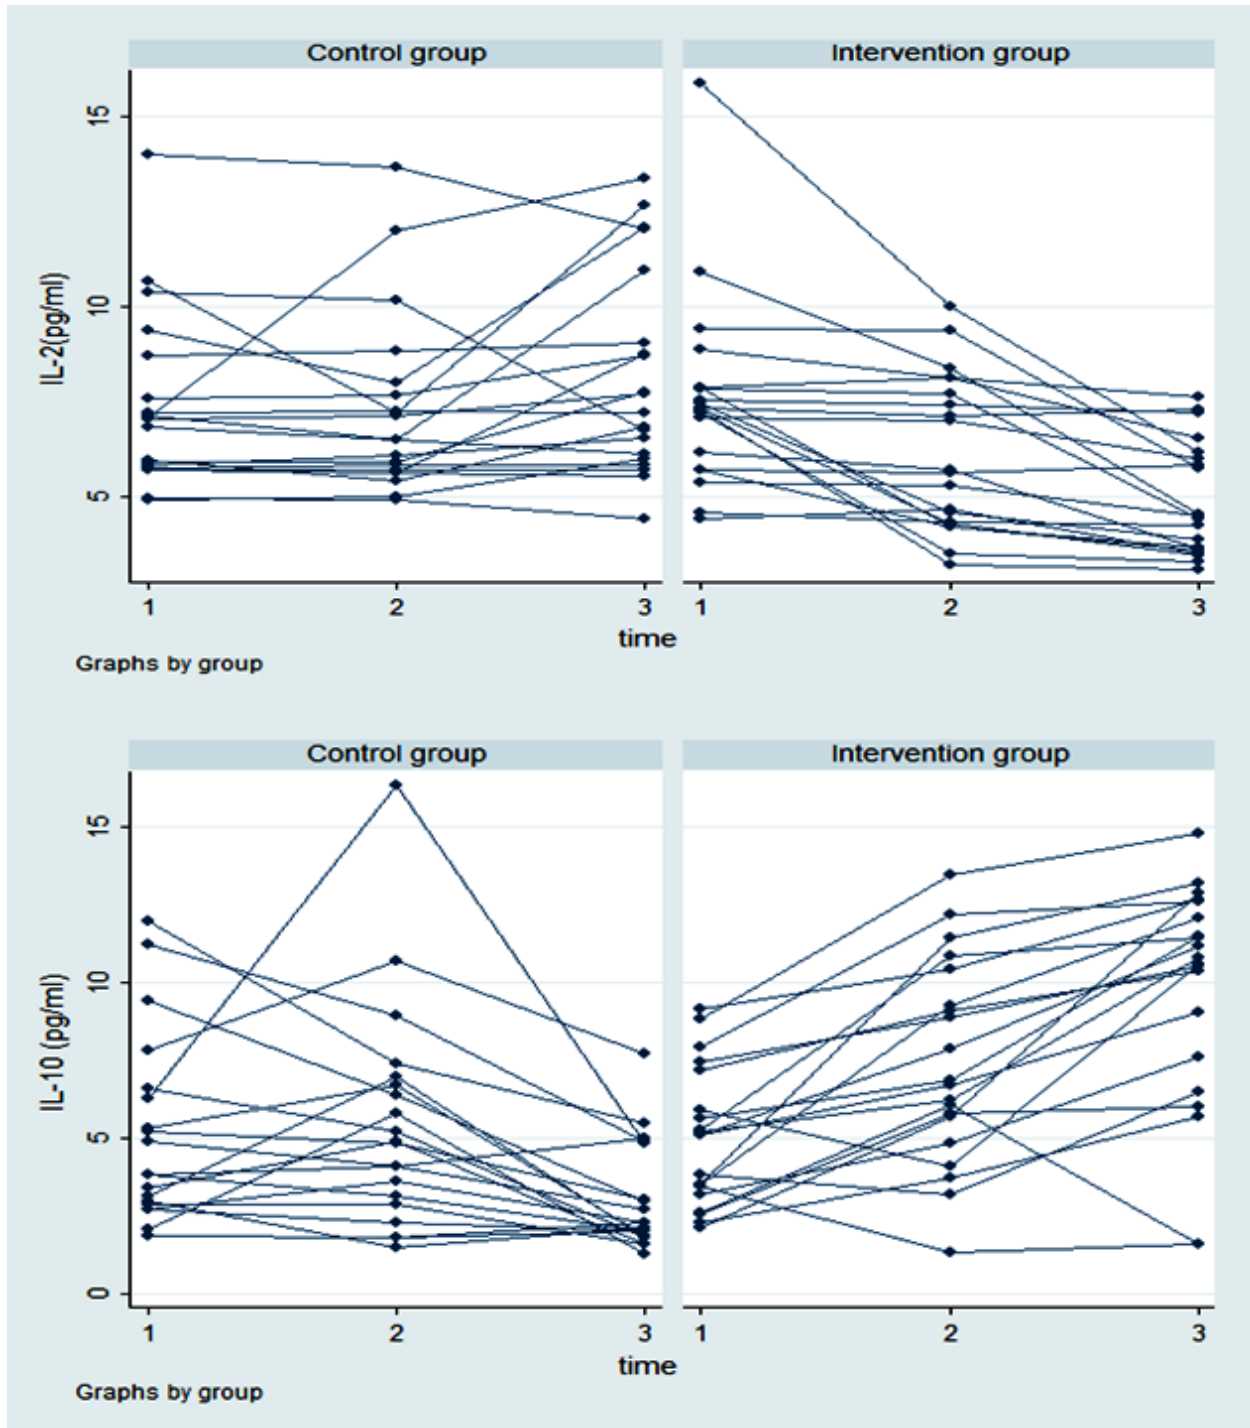 Control group
Intervention group
IL-2(pg/ml)
15
10
5
1 2 3 1 2 3
time
Graphs by group
Control group
Intervention group
IL-10 (pg/ml)
15
10
5
0
1 2 3 1 2 3
time
Graphs by group